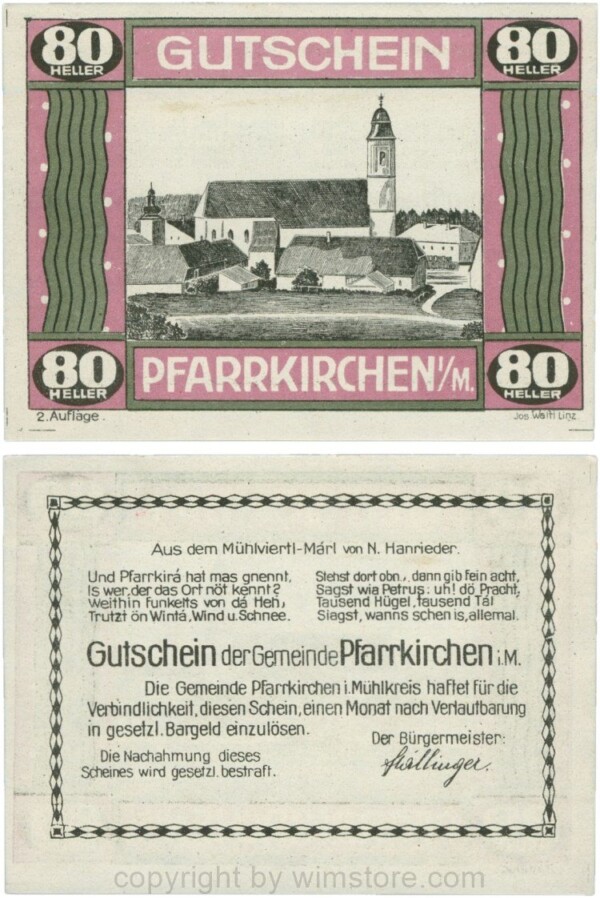 80 HELLER
GUTSCHEIN
80 HELLER
80 HELLER
PFARRKIRCHEN i/M.
80 HELLER
2. Auflage.
Jos. Waitl Linz
Aus dem Mühlviertl-Márl von N. Hanrieder.
Und Pfarrkirá hat mas gnennt,
Is wer, der das Ort nöt kennt?
Weithin funkelts von dá Heh,
Trutzt ön Wintá, Wind u. Schnee.
Stehst dort obn., dann gib fein acht,
Sagst wia Petrus: uh! dö Pracht,
Tausend Hügel, tausend Tál
Siagst, wanns schen is, allemal.
Gutschein der Gemeinde Pfarrkirchen i.M.
Die Gemeinde Pfarrkirchen i. Mühlkreis haftet für die
Verbindlichkeit, diesen Schein, einen Monat nach Verlautbarung
in gesetzl. Bargeld einzulösen.
Die Nachahmung dieses
Scheines wird gesetzl. bestraft.
Der Bürgermeister:
copyright by wimstore.com